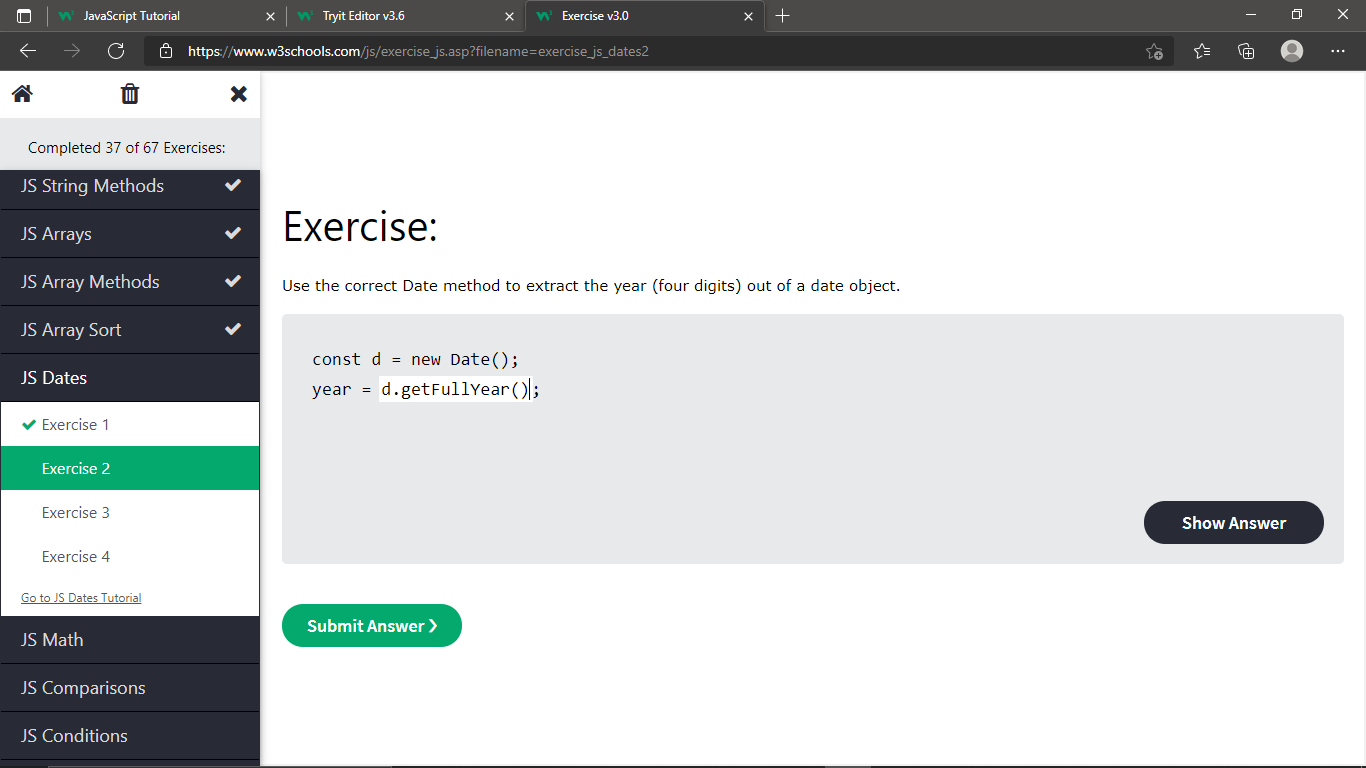 JavaScript Tutorial
Tryit Editor v3.6
Exercise v3.0
https://www.w3schools.com/js/exercise_js.asp?filename=exercise_js_dates2
Completed 37 of 67 Exercises:
JS String Methods
JS Arrays
JS Array Methods
JS Array Sort
JS Dates
Exercise 1
Exercise 2
Exercise 3
Exercise 4
Go to JS Dates Tutorial
JS Math
JS Comparisons
JS Conditions
Exercise:
Use the correct Date method to extract the year (four digits) out of a date object.
const d = new Date();
year = d.getFullYear();
Show Answer
Submit Answer ❯